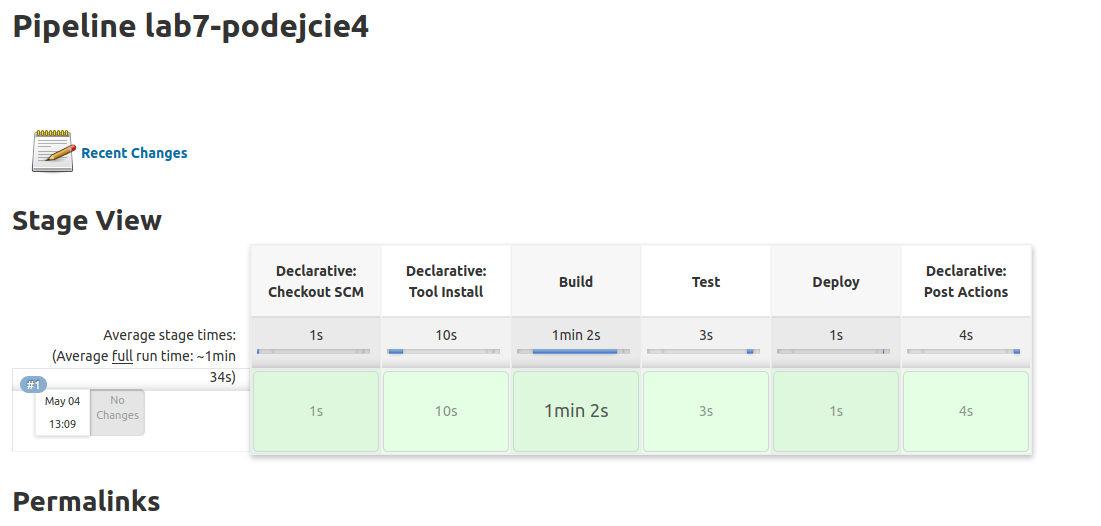 Pipeline lab7-podejcie4
Recent Changes
Stage View
Declarative:
Checkout SCM
Declarative:
Tool Install
Build
Test
Deploy
Declarative:
Post Actions
Average stage times:
(Average full run time: ~1min
34s)
1s
10s
1min 2s
3s
1s
4s
#1
May 04
13:09
No
Changes
1s
10s
1min 2s
3s
1s
4s
Permalinks